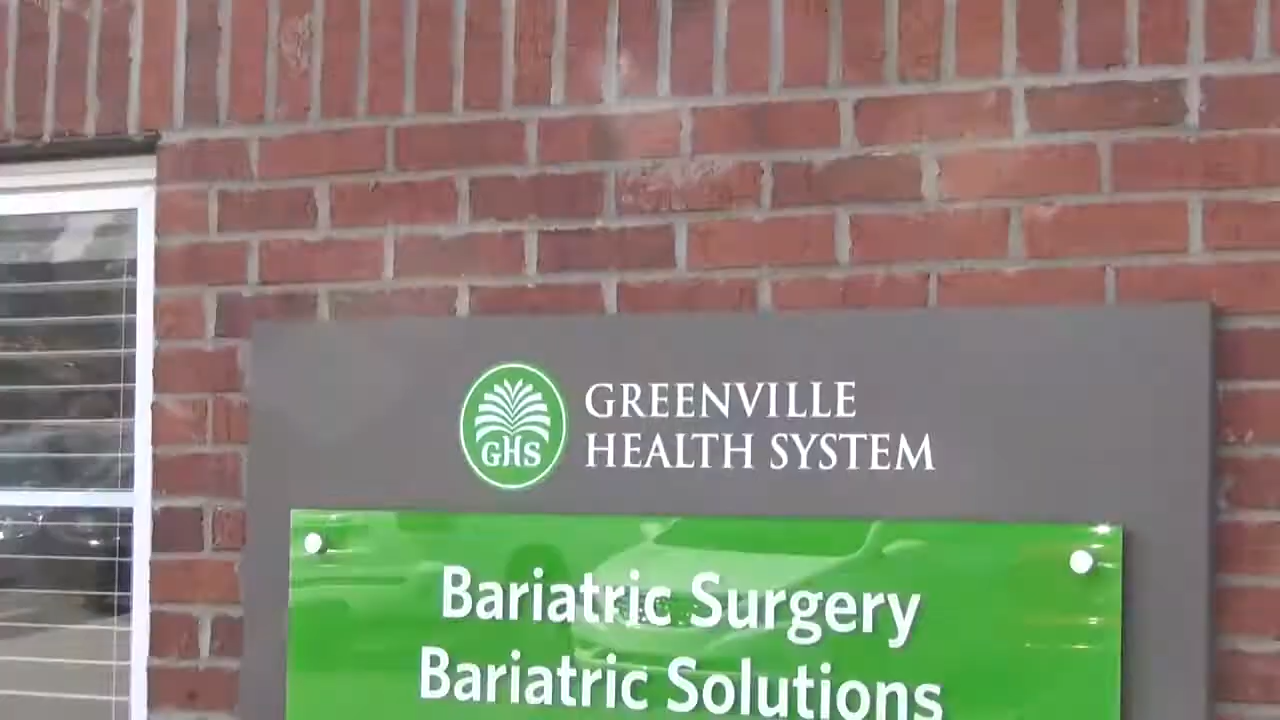 GHS
GREENVILLE
HEALTH SYSTEM
Bariatric Surgery
Bariatric Solutions